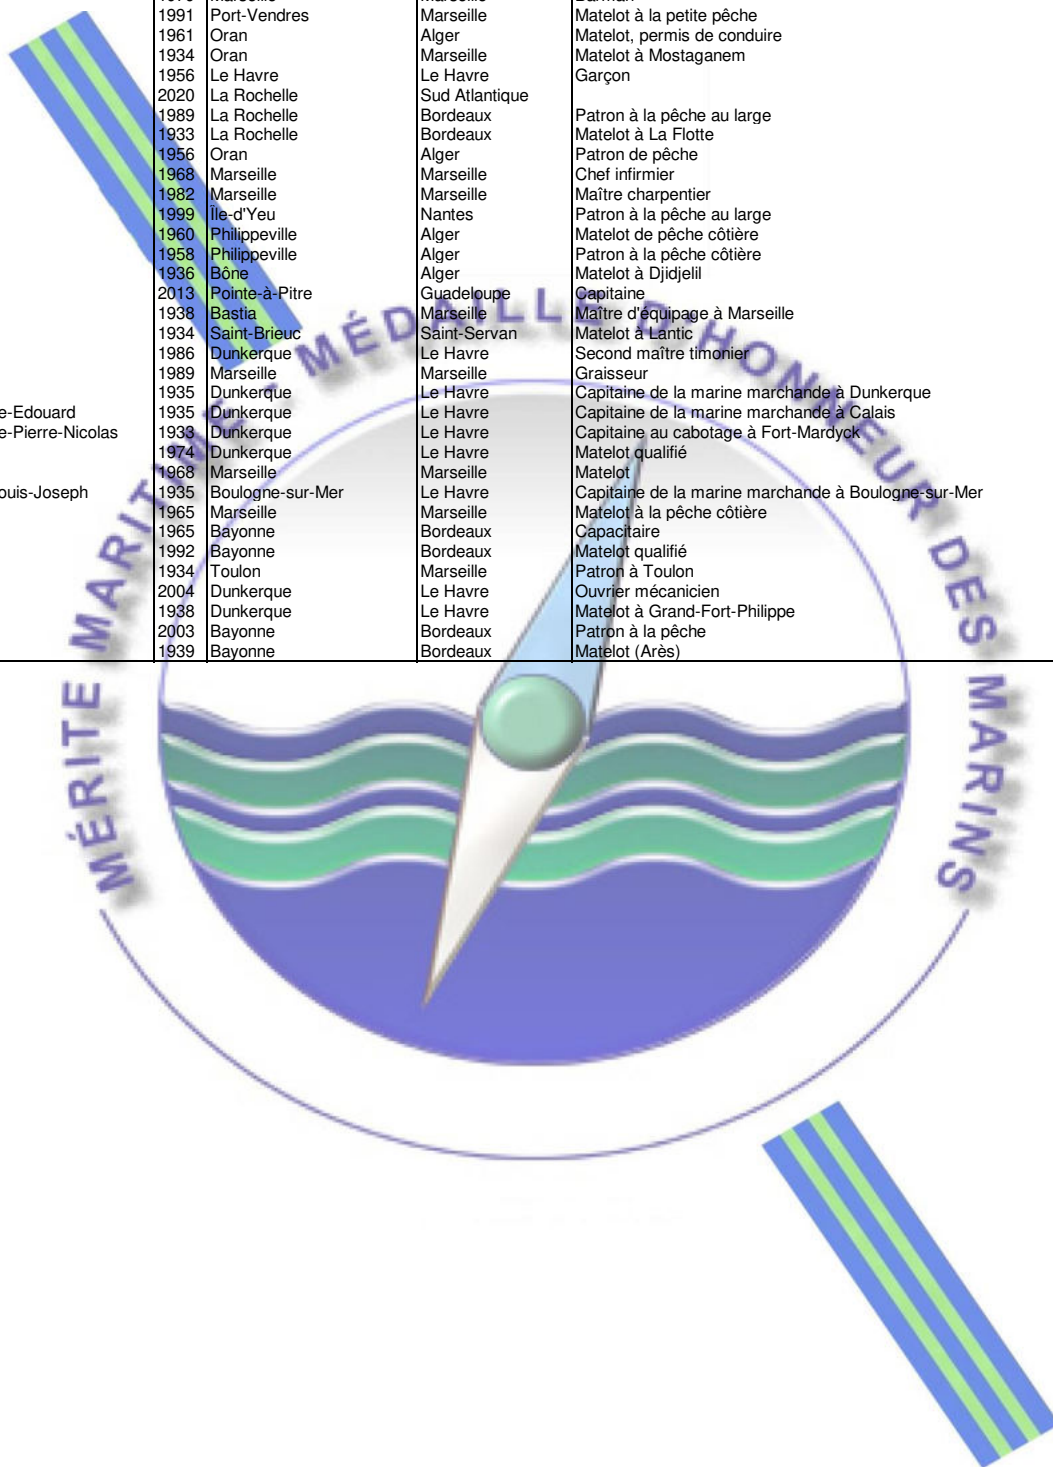 1991 Port-Vendres Marseille Matelot à la petite pêche
1961 Oran Alger Matelot, permis de conduire
1934 Oran Marseille Matelot à Mostaganem
1956 Le Havre Le Havre Garçon
2020 La Rochelle Sud Atlantique
1989 La Rochelle Bordeaux Patron à la pêche au large
1933 La Rochelle Bordeaux Matelot à La Flotte
1956 Oran Alger Patron de pêche
1968 Marseille Marseille Chef infirmier
1982 Marseille Marseille Maître charpentier
1999 Île-d'Yeu Nantes Patron à la pêche au large
1960 Philippeville Alger Matelot de pêche côtière
1958 Philippeville Alger Patron à la pêche côtière
1936 Bône Alger Matelot à Djidjelil
2013 Pointe-à-Pitre Guadeloupe Capitaine
1938 Bastia Marseille Maître d'équipage à Marseille
1934 Saint-Brieuc Saint-Servan Matelot à Lantic
1986 Dunkerque Le Havre Second maître timonier
1989 Marseille Marseille Graisseur
1935 Dunkerque Le Havre Capitaine de la marine marchande à Dunkerque
e-Edouard 1935 Dunkerque Le Havre Capitaine de la marine marchande à Calais
e-Pierre-Nicolas 1933 Dunkerque Le Havre Capitaine au cabotage à Fort-Mardyck
1974 Dunkerque Le Havre Matelot qualifié
1968 Marseille Marseille Matelot
ouis-Joseph 1935 Boulogne-sur-Mer Le Havre Capitaine de la marine marchande à Boulogne-sur-Mer
1965 Marseille Marseille Matelot à la pêche côtière
1965 Bayonne Bordeaux Capacitaire
1992 Bayonne Bordeaux Matelot qualifié
1934 Toulon Marseille Patron à Toulon
2004 Dunkerque Le Havre Ouvrier mécanicien
1938 Dunkerque Le Havre Matelot à Grand-Fort-Philippe
2003 Bayonne Bordeaux Patron à la pêche
1939 Bayonne Bordeaux Matelot (Arès)
MÉRITE MARITIME - MÉDAILLE D'HONNEUR DES MARINS